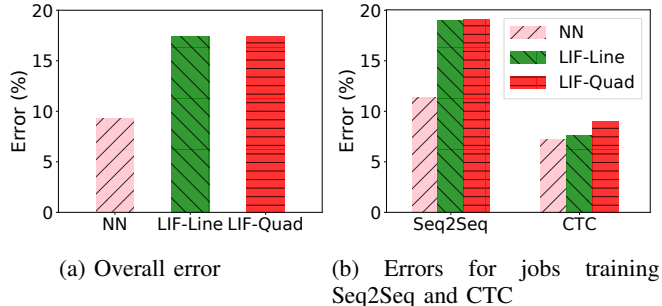 Error (%)
20
15
10
5
0
NN
LIF-Line
LIF-Quad
(a) Overall error
Error (%)
20
15
10
5
0
NN
LIF-Line
LIF-Quad
Seq2Seq
CTC
(b) Errors for jobs training
Seq2Seq and CTC